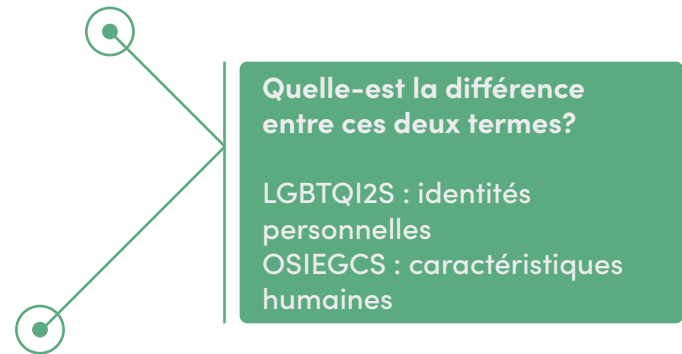 Quelle-est la différence
entre ces deux termes?
LGBTQI2S : identités
personnelles
OSIEGCS : caractéristiques
humaines